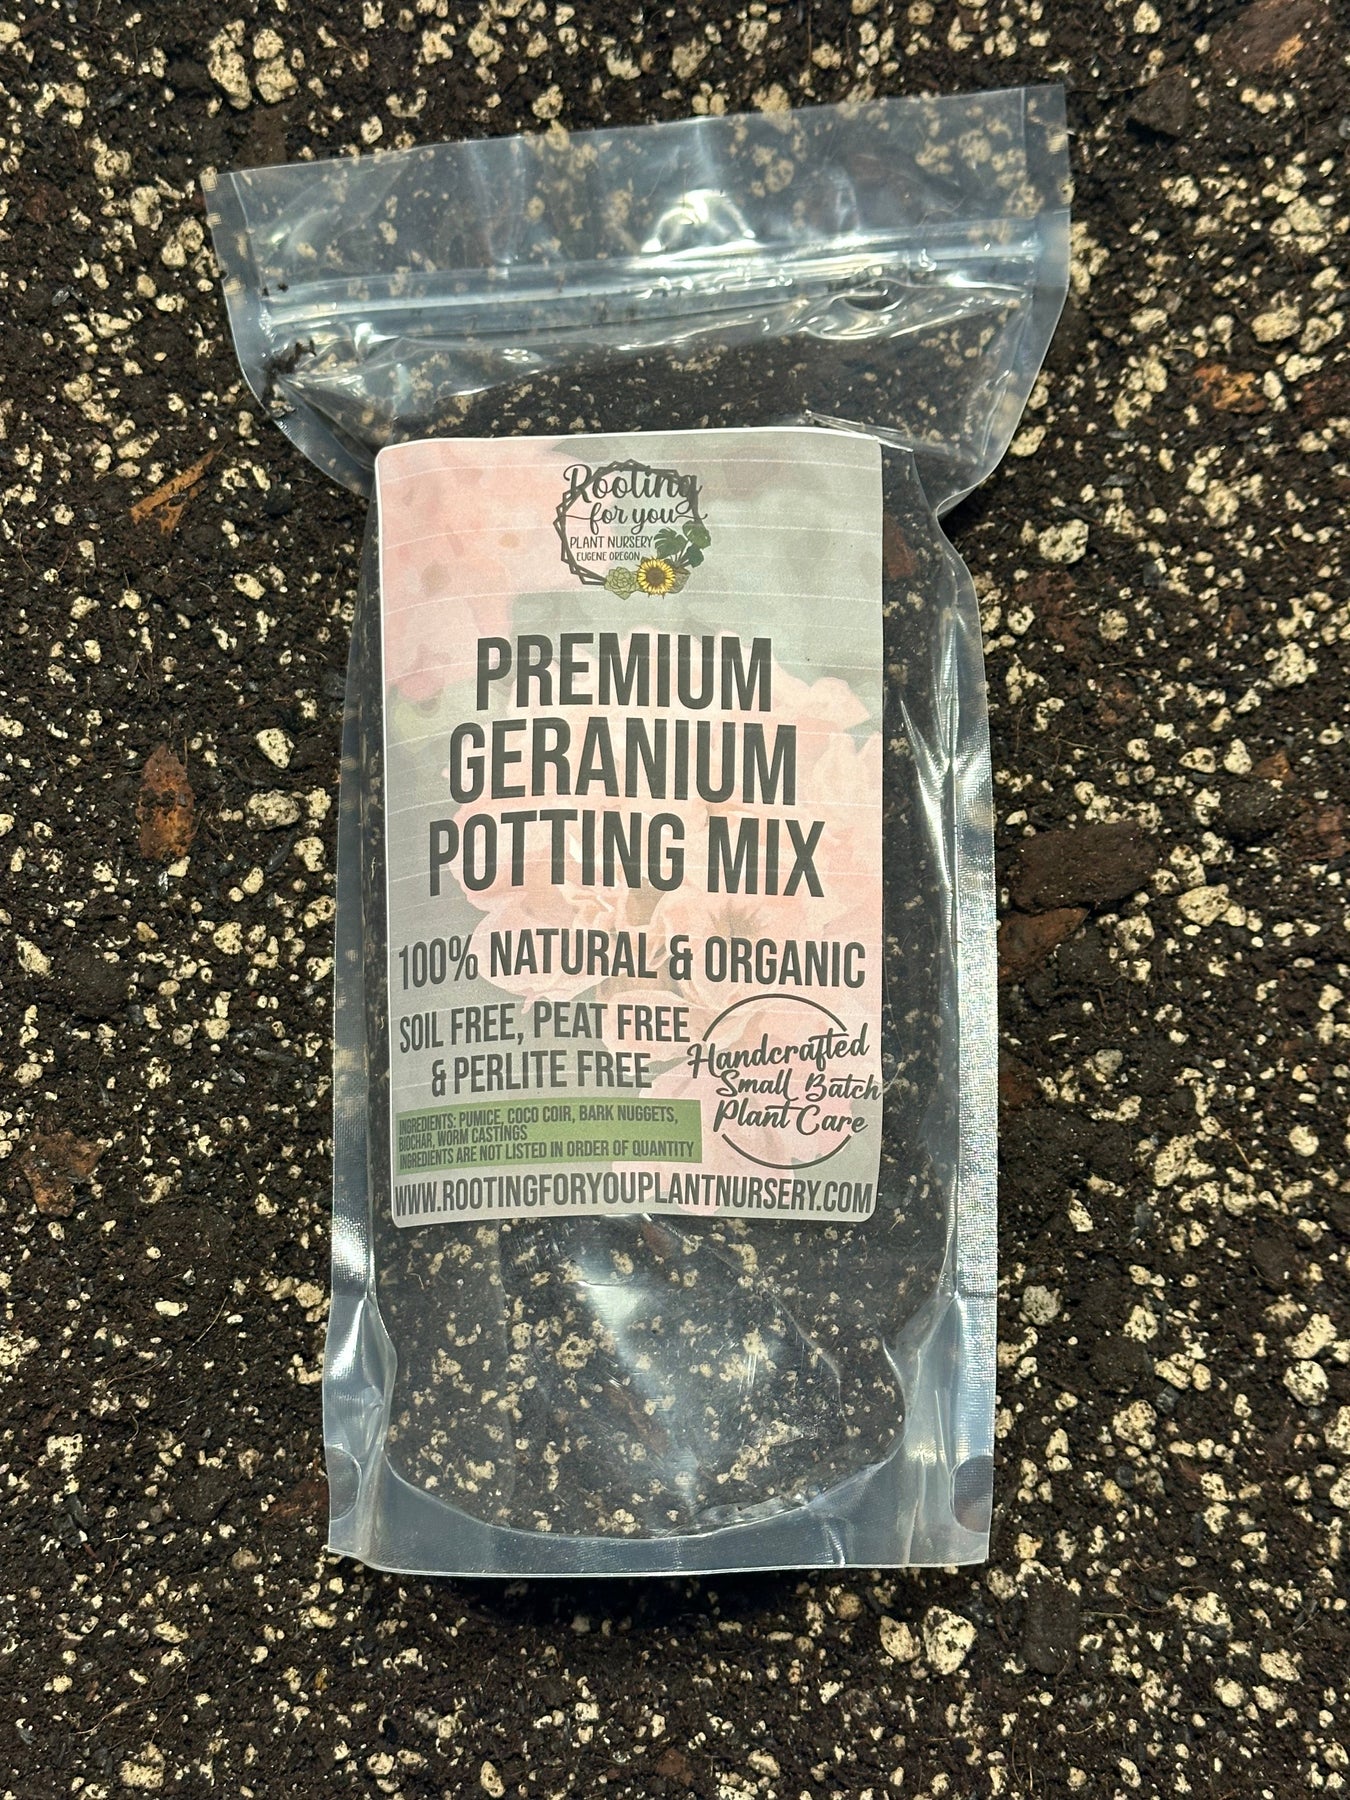 Rooting
for you
PLANT NURSERY
EUGENE OREGON
PREMIUM
GERANIUM
POTTING MIX
100% NATURAL & ORGANIC
SOIL FREE, PEAT FREE
& PERLITE FREE
Handcrafted
Small Batch
Plant Care
INGREDIENTS: PUMICE, COCO COIR, BARK NUGGETS,
BIOCHAR, WORM CASTINGS
INGREDIENTS ARE NOT LISTED IN ORDER OF QUANTITY
WWW.ROOTINGFORYOUPLANTNURSERY.COM